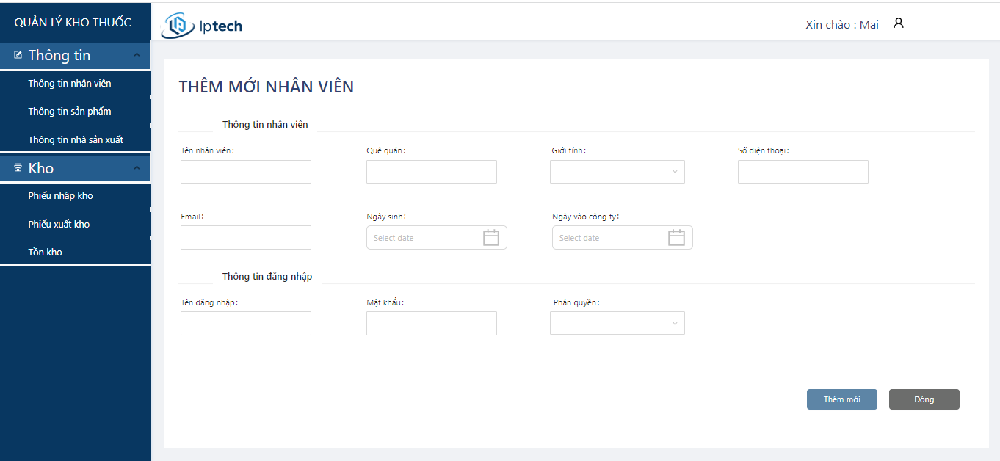 QUẢN LÝ KHO THUỐC
Thông tin
Thông tin nhân viên
Thông tin sản phẩm
Thông tin nhà sản xuất
Kho
Phiếu nhập kho
Phiếu xuất kho
Tồn kho
lptech
Xin chào : Mai
THÊM MỚI NHÂN VIÊN
Thông tin nhân viên
Tên nhân viên: Quê quán: Giới tính: Số điện thoại:
Email: Ngày sinh: Ngày vào công ty:
Select date Select date
Thông tin đăng nhập
Tên đăng nhập: Mật khẩu: Phân quyền:
Thêm mới Đóng